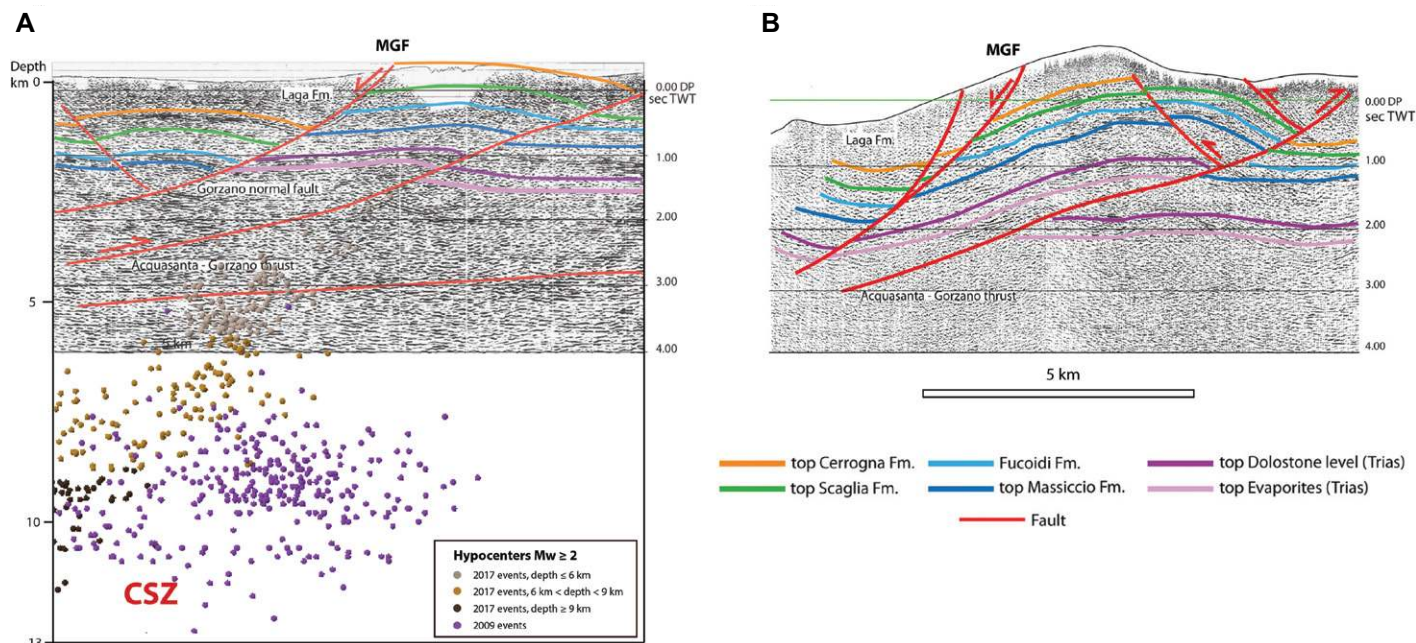 A
MGF
Depth
km 0
0.00 DP
sec TWT
Laga Fm.
1.00
Gorzano normal fault
2.00
Acquasanta - Gorzano thrust
3.00
5
5 km
4.00
10
CSZ
13
Hypocenters Mw ≥ 2
2017 events, depth ≤ 6 km
2017 events, 6 km < depth < 9 km
2017 events, depth ≥ 9 km
2009 events
B
MGF
0.00 DP
sec TWT
Laga Fm.
1.00
2.00
3.00
Acquasanta - Gorzano thrust
4.00
5 km
top Cerrogna Fm.
Fucoidi Fm.
top Dolostone level (Trias)
top Scaglia Fm.
top Massiccio Fm.
top Evaporites (Trias)
Fault